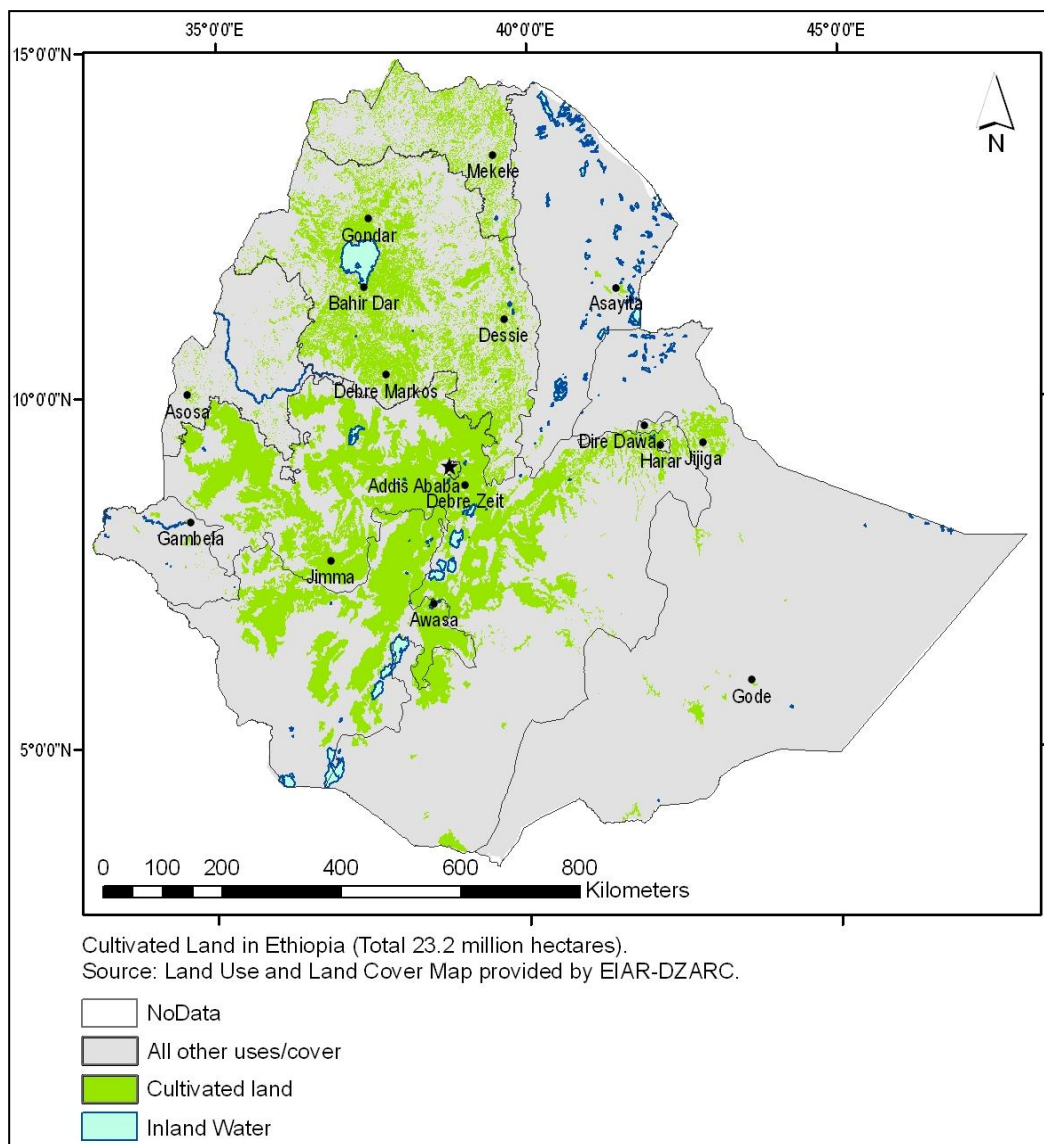 35°0'0"E 40°0'0"E 45°0'0"E
15°0'0"N
N
Mekele
Gondar
Bahir Dar
Asayita
Dessie
Debre Markos
10°0'0"N
Asosa
Dire Dawa
Harar
Jijiga
Addis Ababa
Debre Zeit
Gambela
Jimma
Awasa
Gode
5°0'0"N
0 100 200 400 600 800
Kilometers
Cultivated Land in Ethiopia (Total 23.2 million hectares).
Source: Land Use and Land Cover Map provided by EIAR-DZARC.
NoData
All other uses/cover
Cultivated land
Inland Water